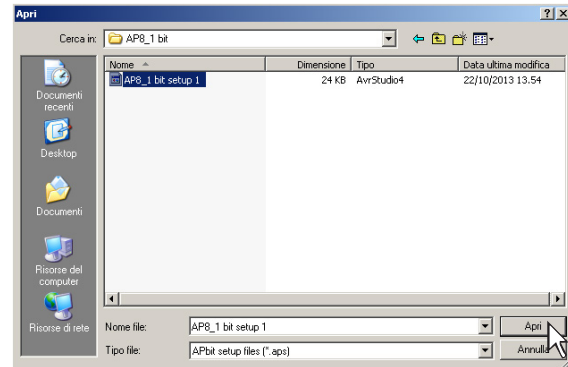 Apri
Cerca in: AP8_1 bit
Nome Dimensione Tipo Data ultima modifica
AP8_1 bit setup 1 24 KB AvrStudio4 22/10/2013 13.54
Documenti
recenti
Desktop
Documenti
Risorse del
computer
Risorse di rete
Nome file: AP8_1 bit setup 1 Apri
Tipo file: APbit setup files (*.aps) Annulla